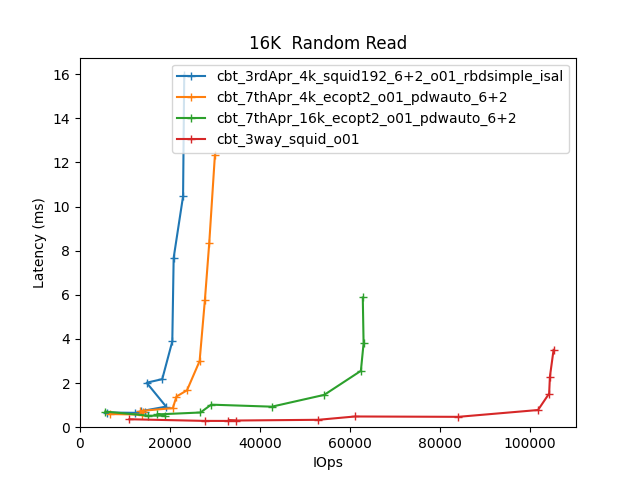 16K  Random Read
cbt_3rdApr_4k_squid192_6+2_o01_rbdsimple_isal
cbt_7thApr_4k_ecopt2_o01_pdwauto_6+2
cbt_7thApr_16k_ecopt2_o01_pdwauto_6+2
cbt_3way_squid_o01
16
14
12
10
8
6
4
2
0
Latency (ms)
0 20000 40000 60000 80000 100000
IOps